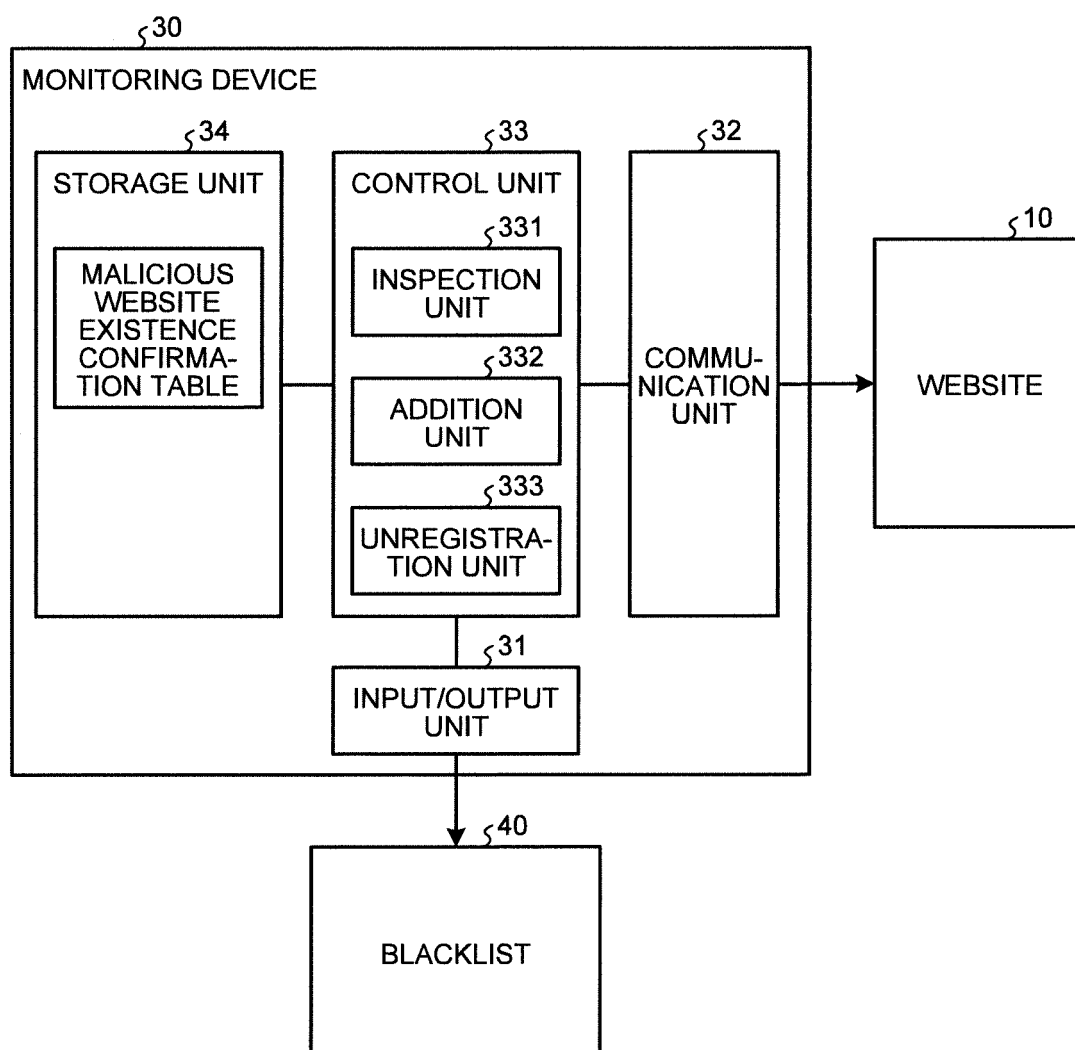 30
MONITORING DEVICE
34
STORAGE UNIT
MALICIOUS
WEBSITE
EXISTENCE
CONFIRMA-
TION TABLE
33
CONTROL UNIT
331
INSPECTION
UNIT
332
ADDITION
UNIT
333
UNREGISTRA-
TION UNIT
32
COMMU-
NICATION
UNIT
10
WEBSITE
31
INPUT/OUTPUT
UNIT
40
BLACKLIST